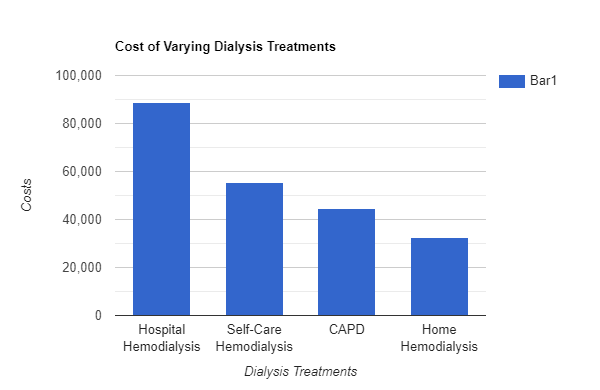 Cost of Varying Dialysis Treatments
100,000
80,000
60,000
40,000
20,000
0
Costs
Bar1
Hospital
Hemodialysis
Self-Care
Hemodialysis
CAPD
Home
Hemodialysis
Dialysis Treatments